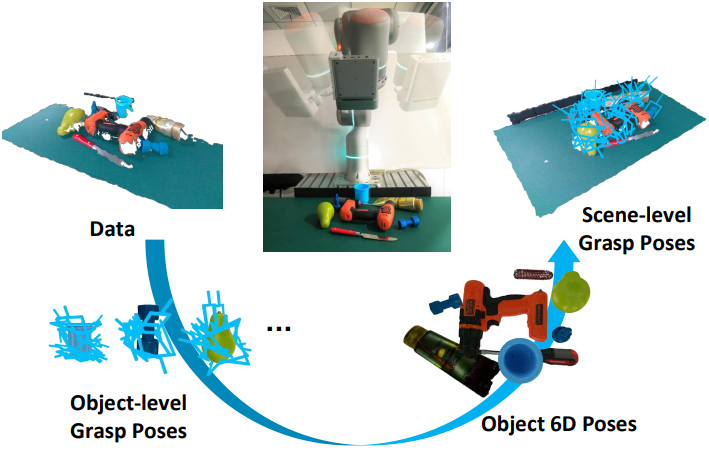 Data
Scene-level
Grasp Poses
...
Object-level
Grasp Poses
Object 6D Poses